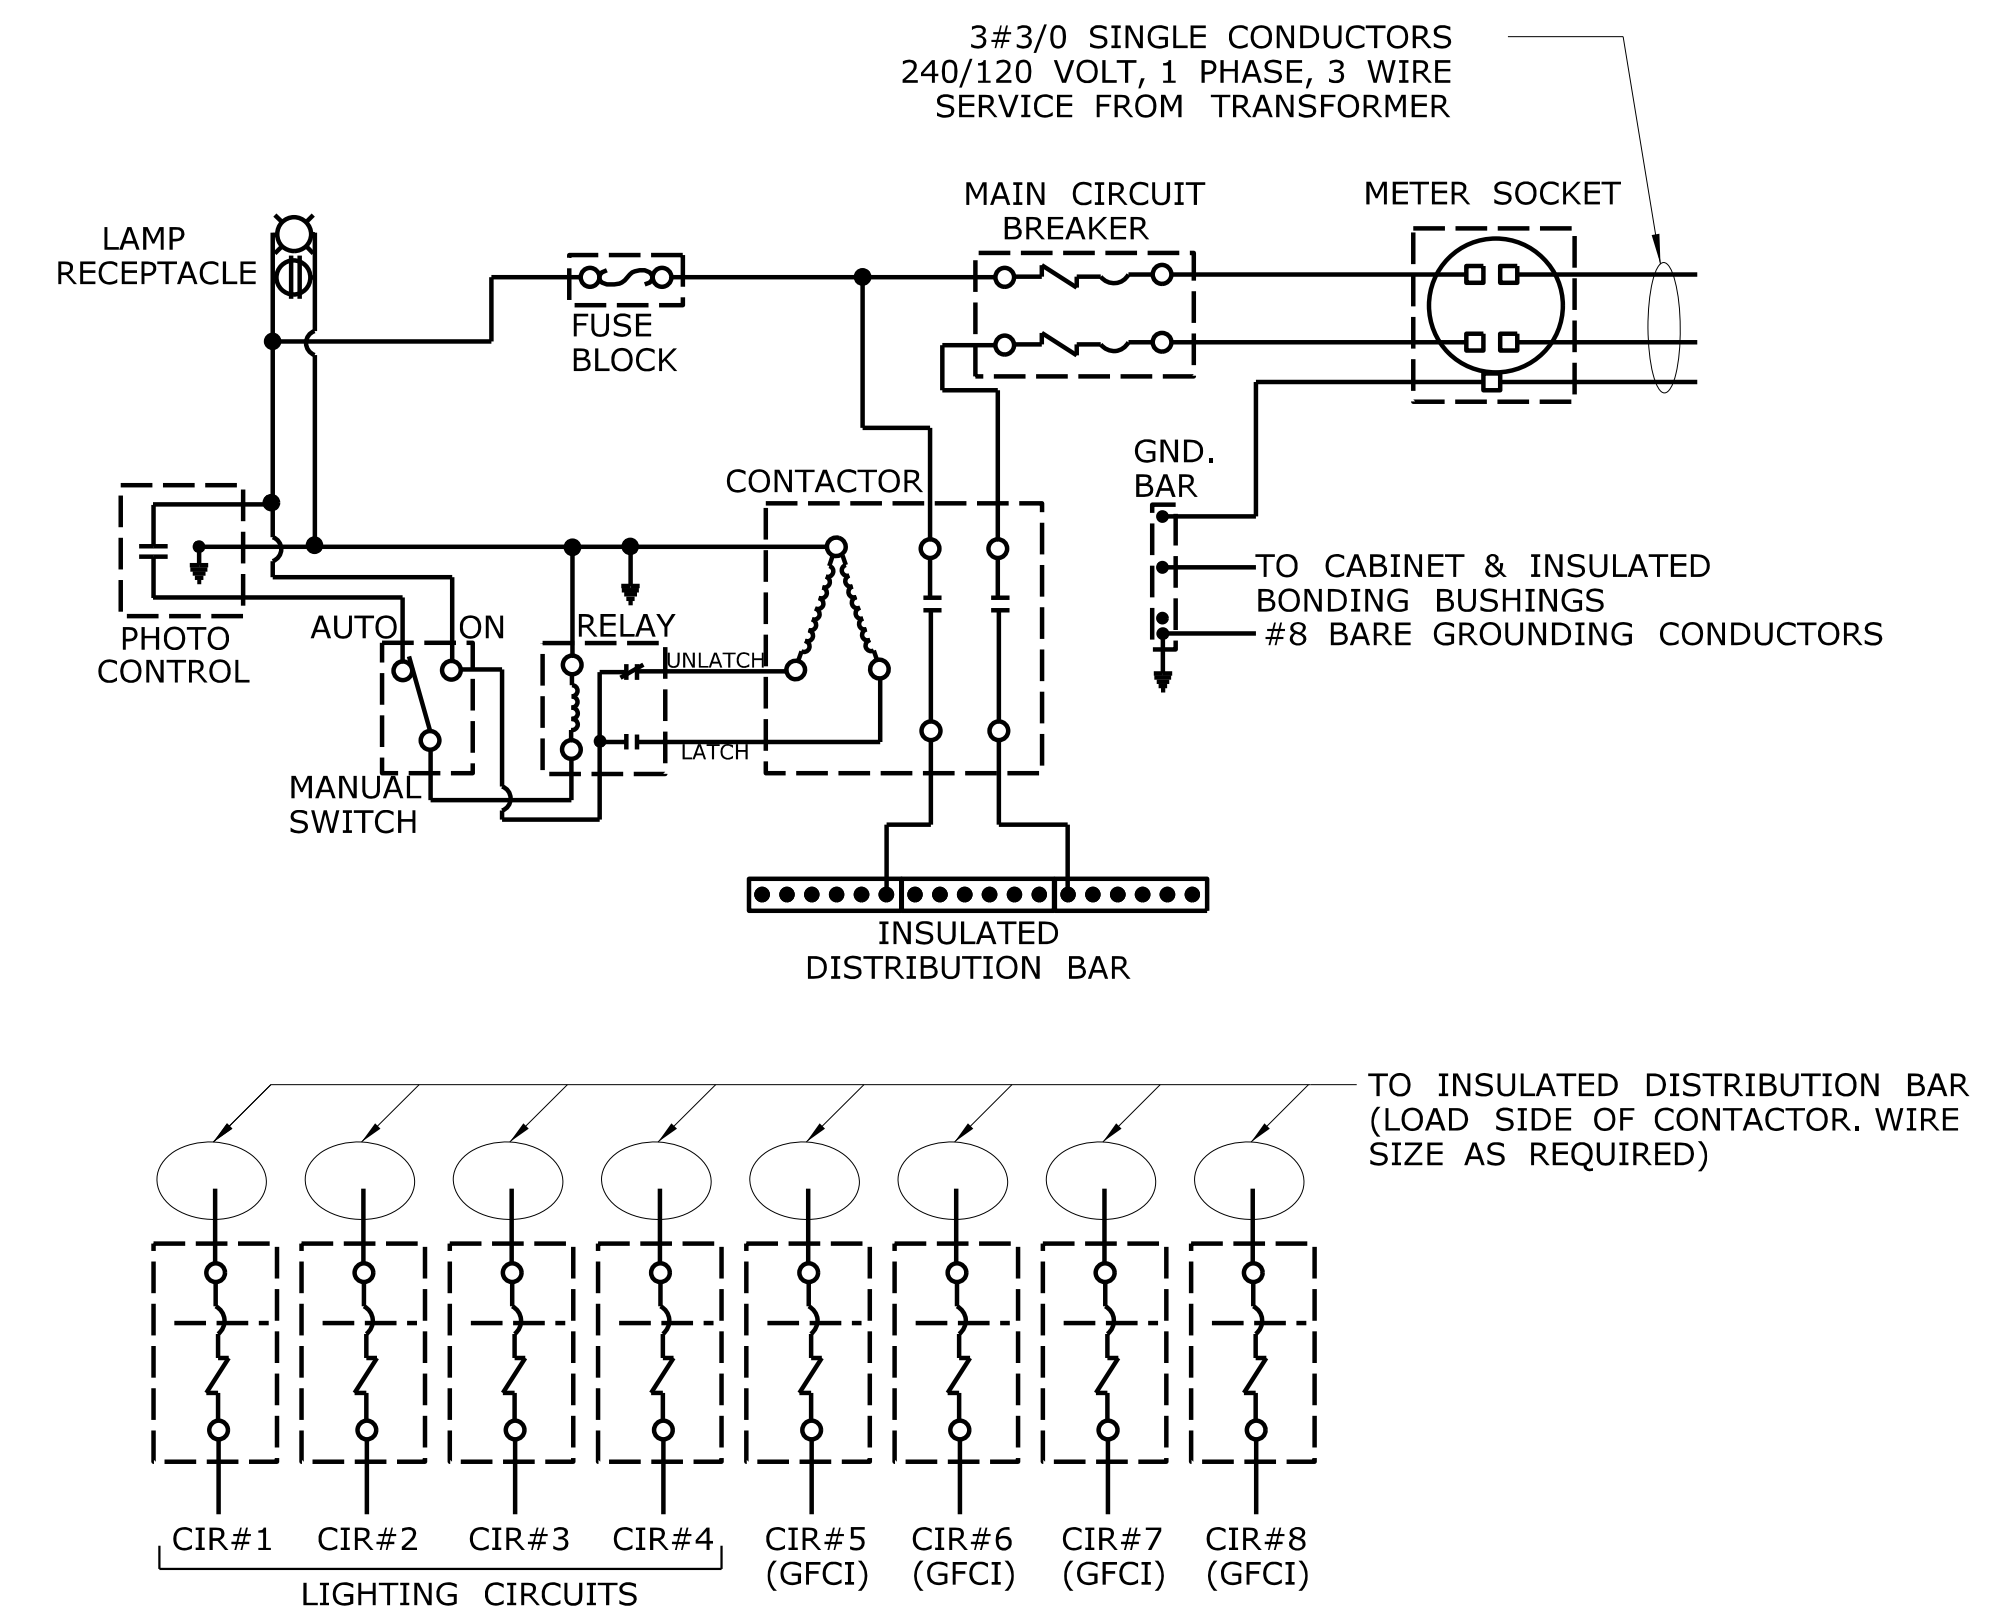 3#3/0 SINGLE CONDUCTORS
240/120 VOLT, 1 PHASE, 3 WIRE
SERVICE FROM TRANSFORMER
MAIN CIRCUIT
BREAKER
METER SOCKET
LAMP
RECEPTACLE
FUSE
BLOCK
CONTACTOR
GND.
BAR
TO CABINET & INSULATED
BONDING BUSHINGS
#8 BARE GROUNDING CONDUCTORS
PHOTO
CONTROL
AUTO
ON
RELAY
UNLATCH
LATCH
MANUAL
SWITCH
INSULATED
DISTRIBUTION BAR
TO INSULATED DISTRIBUTION BAR
(LOAD SIDE OF CONTACTOR. WIRE
SIZE AS REQUIRED)
CIR#1
CIR#2
CIR#3
CIR#4
CIR#5
(GFCI)
CIR#6
(GFCI)
CIR#7
(GFCI)
CIR#8
(GFCI)
LIGHTING CIRCUITS